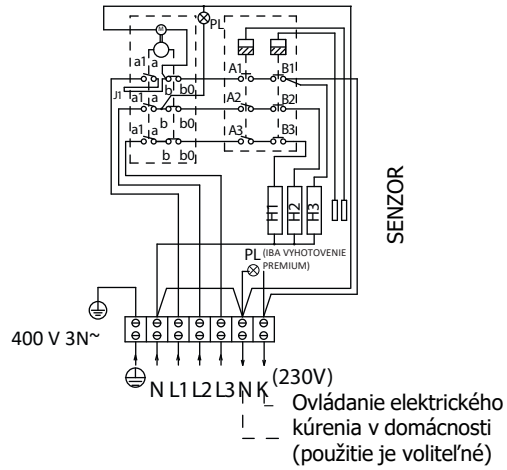 M
PL
a1 a
A1 B1
J1
b b0
a1 a
A2 B2
b b0
a1 a
A3 B3
b b0
H1 H2 H3
SENZOR
PL (IBA VYHOTOVENIE
PREMIUM)
400 V 3N~
N L1 L2 L3 N K (230V)
Ovládanie elektrického
kúrenia v domácnosti
(použitie je voliteľné)